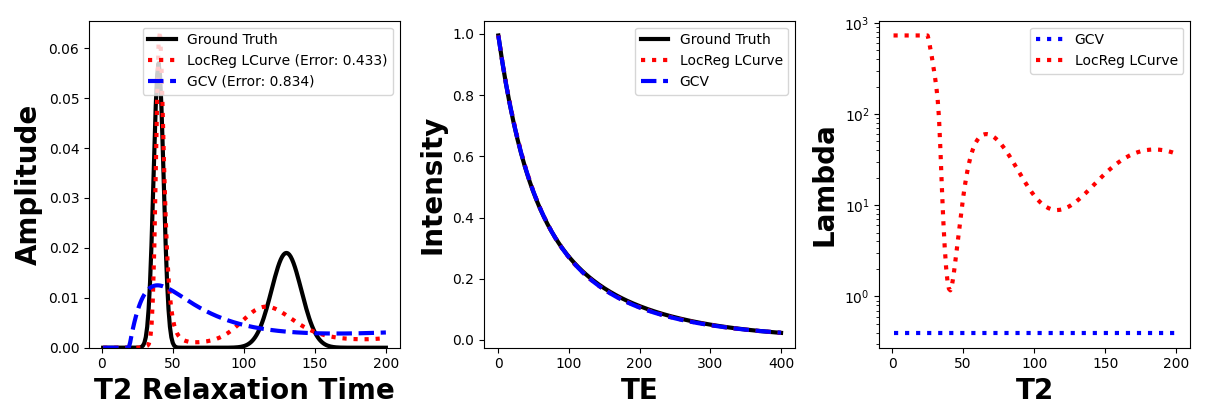 Ground Truth
LocReg LCurve (Error: 0.433)
GCV (Error: 0.834)
Amplitude
0.06
0.05
0.04
0.03
0.02
0.01
0.00
0 50 100 150 200
T2 Relaxation Time
Ground Truth
LocReg LCurve
GCV
Intensity
1.0
0.8
0.6
0.4
0.2
0.0
0 100 200 300 400
TE
GCV
LocReg LCurve
Lambda
10³
10²
10¹
10⁰
0 50 100 150 200
T2